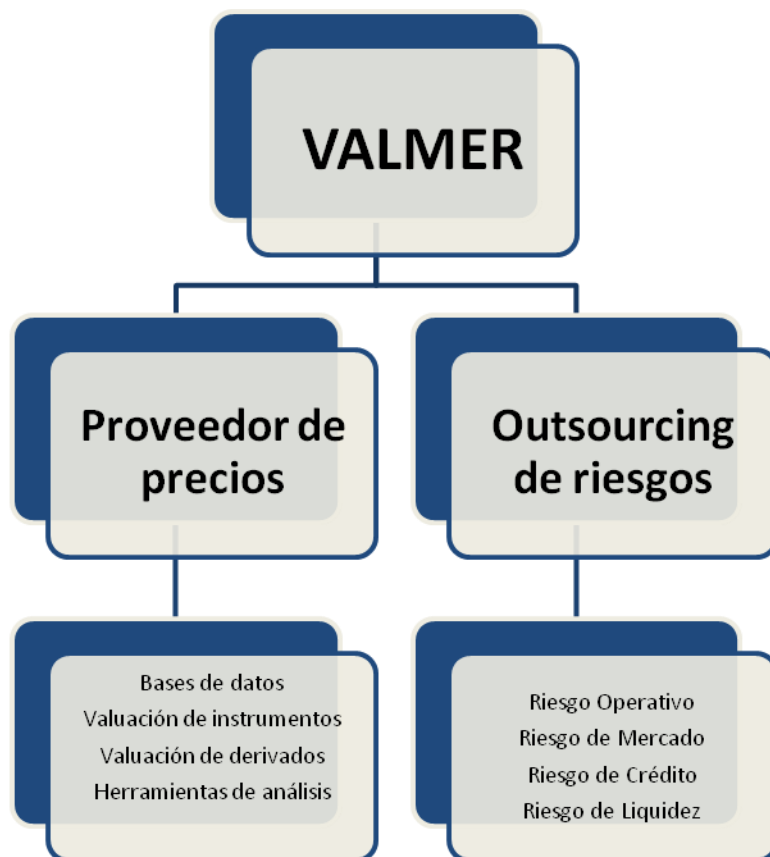 VALMER
Proveedor de
precios
Outsourcing
de riesgos
Bases de datos
Valuación de instrumentos
Valuación de derivados
Herramientas de análisis
Riesgo Operativo
Riesgo de Mercado
Riesgo de Crédito
Riesgo de Liquidez